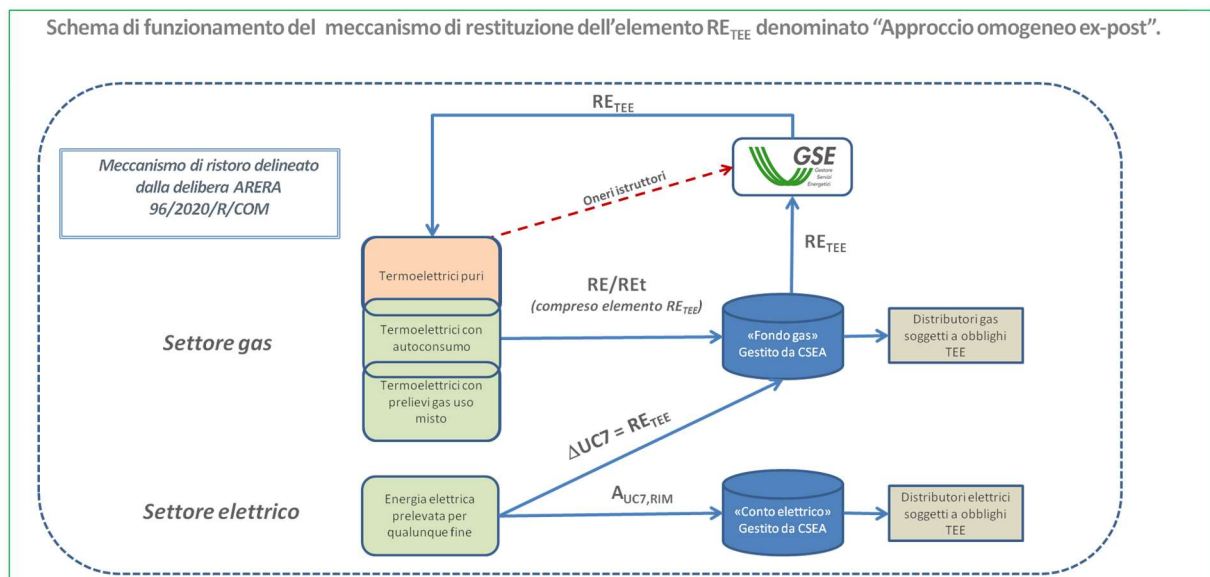 Schema di funzionamento del meccanismo di restituzione dell'elemento RE_TEE denominato "Approccio omogeneo ex-post".
RE_TEE
Meccanismo di ristoro delineato
dalla delibera ARERA
96/2020/R/COM
GSE
Gestore
Servizi
Energetici
Oneri istruttori
RE_TEE
Termoelettrici puri
RE/REt
(compreso elemento RE_TEE)
Settore gas
Termoelettrici con
autoconsumo
«Fondo gas»
Gestito da CSEA
Distributori gas
soggetti a obblighi
TEE
Termoelettrici con
prelievi gas uso
misto
ΔUC7 = RE_TEE
Settore elettrico
Energia elettrica
prelevata per
qualunque fine
A_UC7,RIM
«Conto elettrico»
Gestito da CSEA
Distributori elettrici
soggetti a obblighi
TEE